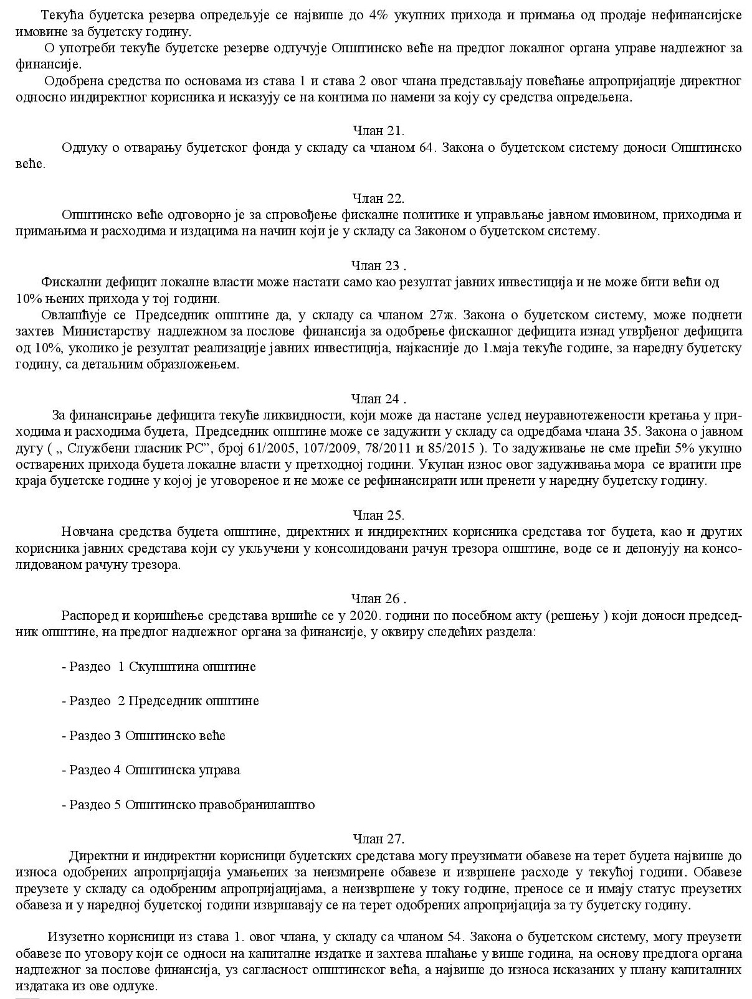 Текућа буџетска резерва опредељује се највише до 4% укупних прихода и примања од продаје нефинансијске
имовине за буџетску годину.
О употреби текуће буџетске резерве одлучује Општинско веће на предлог локалног органа управе надлежног за
финансије.
Одобрена средства по основама из става 1 и става 2 овог члана представљају повећање апропријације директног
односно индиректног корисника и исказују се на контима по намени за коју су средства опредељена.
Члан 21.
Одлуку о отварању буџетског фонда у складу са чланом 64. Закона о буџетском систему доноси Општинско
веће.
Члан 22.
Општинско веће одговорно је за спровођење фискалне политике и управљање јавном имовином, приходима и
примањима и расходима и издацима на начин који је у складу са Законом о буџетском систему.
Члан 23 .
Фискални дефицит локалне власти може настати само као резултат јавних инвестиција и не може бити већи од
10% њених прихода у тој години.
Овлашћује се Председник општине да, у складу са чланом 27ж. Закона о буџетском систему, може поднети
захтев Министарству надлежном за послове финансија за одобрење фискалног дефицита изнад утврђеног дефицита
од 10%, уколико је резултат реализације јавних инвестиција, најкасније до 1.маја текуће године, за наредну буџетску
годину, са детаљним образложењем.
Члан 24 .
За финансирање дефицита текуће ликвидности, који може да настане услед неуравнотежености кретања у при-
ходима и расходима буџета, Председник општине може се задужити у складу са одредбама члана 35. Закона о јавном
дугу ( „ Службени гласник РС”, број 61/2005, 107/2009, 78/2011 и 85/2015 ). То задуживање не сме прећи 5% укупно
остварених прихода буџета локалне власти у претходној години. Укупан износ овог задуживања мора се вратити пре
краја буџетске године у којој је уговореное и не може се рефинансирати или пренети у наредну буџетску годину.
Члан 25.
Новчана средства буџета општине, директних и индиректних корисника средстава тог буџета, као и других
корисника јавних средстава који су укључени у консолидовани рачун трезора општине, воде се и депонују на консо-
лидованом рачуну трезора.
Члан 26 .
Распоред и коришћење средстава вршиће се у 2020. години по посебном акту (решењу ) који доноси председ-
ник општине, на предлог надлежног органа за финансије, у оквиру следећих раздела:
- Раздео 1 Скупштина општине
- Раздео 2 Председник општине
- Раздео 3 Општинско веће
- Раздео 4 Општинска управа
- Раздео 5 Општинско правобранилаштво
Члан 27.
Директни и индиректни корисници буџетских средстава могу преузимати обавезе на терет буџета највише до
износа одобрених апропријација умањених за неизмирене обавезе и извршене расходе у текућој години. Обавезе
преузете у складу са одобреним апропријацијама, а неизвршене у току године, преносе се и имају статус преузетих
обавеза и у наредној буџетској години извршавају се на терет одобрених апропријација за ту буџетску годину.
Изузетно корисници из става 1. овог члана, у складу са чланом 54. Закона о буџетском систему, могу преузети
обавезе по уговору који се односи на капиталне издатке и захтева плаћање у више година, на основу предлога органа
надлежног за послове финансија, уз сагласност општинског већа, а највише до износа исказаних у плану капиталних
издатака из ове одлуке.